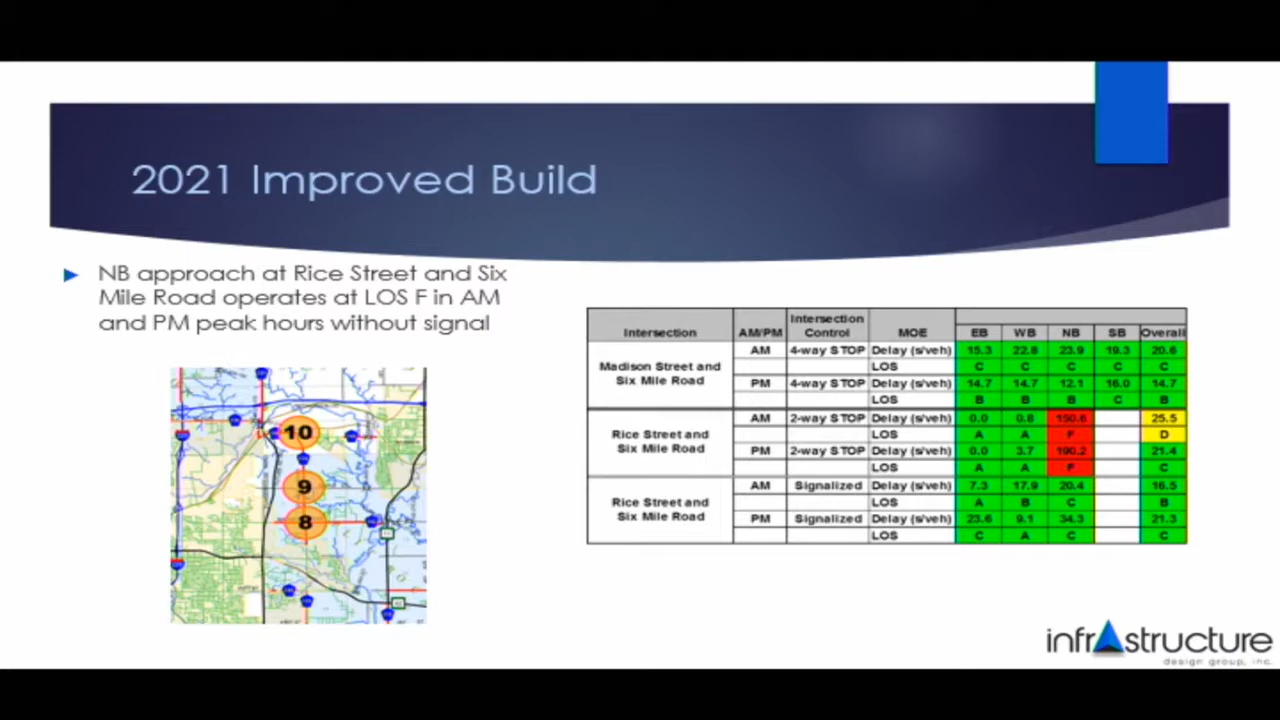 2021 Improved Build
NB approach at Rice Street and Six
Mile Road operates at LOS F in AM
and PM peak hours without signal
10
9
8
Intersection AM/PM Intersection Control MOE EB WB NB SB Overall
Madison Street and Six Mile Road AM 4-way STOP Delay (s/veh) 15.3 22.8 23.9 19.3 20.6
LOS C C C C C
PM 4-way STOP Delay (s/veh) 14.7 14.7 12.1 16.0 14.7
LOS B B B C B
Rice Street and Six Mile Road AM 2-way STOP Delay (s/veh) 0.0 0.8 150.6 25.5
LOS A A F D
PM 2-way STOP Delay (s/veh) 0.0 3.7 190.2 21.4
LOS A A F C
Rice Street and Six Mile Road AM Signalized Delay (s/veh) 7.3 17.9 20.4 16.5
LOS A B C B
PM Signalized Delay (s/veh) 23.6 9.1 34.3 21.3
LOS C A C C
infrastructure
design group, inc.